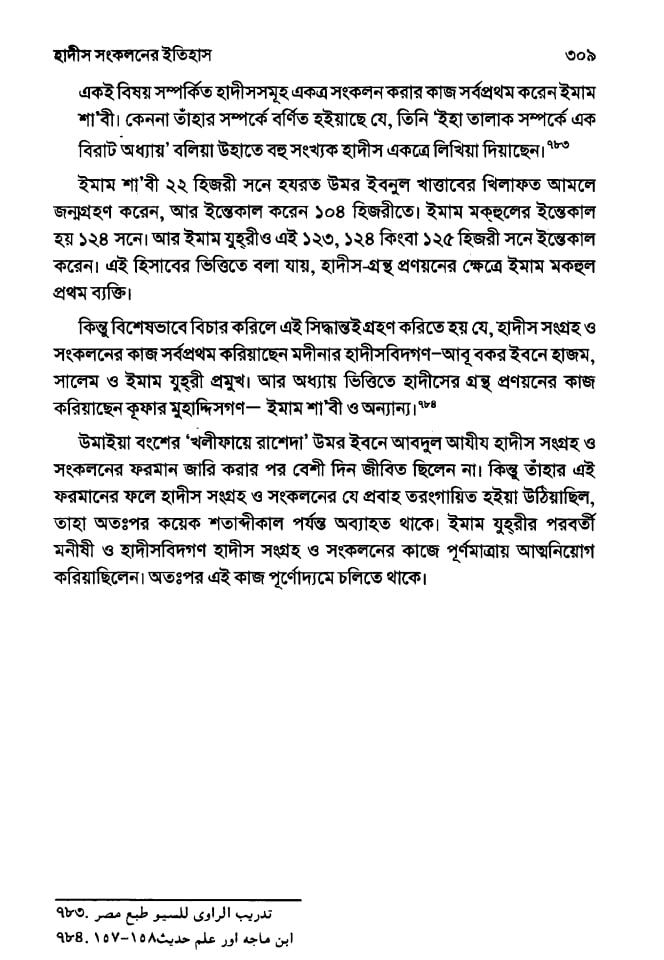 হাদীস সংকলনের ইতিহাস ৩০৯
একই বিষয় সম্পর্কিত হাদীসসমূহ একত্র সংকলন করার কাজ সর্বপ্রথম করেন ইমাম
শা'বী। কেননা তাঁহার সম্পর্কে বর্ণিত হইয়াছে যে, তিনি ‘ইহা তালাক সম্পর্কে এক
বিরাট অধ্যায়’ বলিয়া উহাতে বহু সংখ্যক হাদীস একত্রে লিখিয়া দিয়াছেন।৭৮৩
ইমাম শা'বী ২২ হিজরী সনে হযরত উমর ইবনুল খাত্তাবের খিলাফত আমলে
জন্মগ্রহণ করেন, আর ইন্তেকাল করেন ১০৪ হিজরীতে। ইমাম মক্‌হুলের ইন্তেকাল
হয় ১২৪ সনে। আর ইমাম যুহ্‌রীও এই ১২৩, ১২৪ কিংবা ১২৫ হিজরী সনে ইন্তেকাল
করেন। এই হিসাবের ভিত্তিতে বলা যায়, হাদীস-গ্রন্থ প্রণয়নের ক্ষেত্রে ইমাম মকহুল
প্রথম ব্যক্তি।
কিন্তু বিশেষভাবে বিচার করিলে এই সিদ্ধান্তই গ্রহণ করিতে হয় যে, হাদীস সংগ্রহ ও
সংকলনের কাজ সর্বপ্রথম করিয়াছেন মদীনার হাদীসবিদগণ–আবূ বকর ইবনে হাজম,
সালেম ও ইমাম যুহ্‌রী প্রমুখ। আর অধ্যায় ভিত্তিতে হাদীসের গ্রন্থ প্রণয়নের কাজ
করিয়াছেন কূফার মুহাদ্দিসগণ— ইমাম শা'বী ও অন্যান্য।৭৮৪
উমাইয়া বংশের ‘খলীফায়ে রাশেদা’ উমর ইবনে আবদুল আযীয হাদীস সংগ্রহ ও
সংকলনের ফরমান জারি করার পর বেশী দিন জীবিত ছিলেন না। কিন্তু তাঁহার এই
ফরমানের ফলে হাদীস সংগ্রহ ও সংকলনের যে প্রবাহ তরংগায়িত হইয়া উঠিয়াছিল,
তাহা অতঃপর কয়েক শতাব্দীকাল পর্যন্ত অব্যাহত থাকে। ইমাম যুহ্‌রীর পরবর্তী
মনীষী ও হাদীসবিদগণ হাদীস সংগ্রহ ও সংকলনের কাজে পূর্ণমাত্রায় আত্মনিয়োগ
করিয়াছিলেন। অতঃপর এই কাজ পূর্ণোদ্যমে চলিতে থাকে।
৭৮৩. تدريب الراوى للسيو طبع مصر
৭৮৪. ابن ماجه اور علم حديث ١٥٨–١٥٧